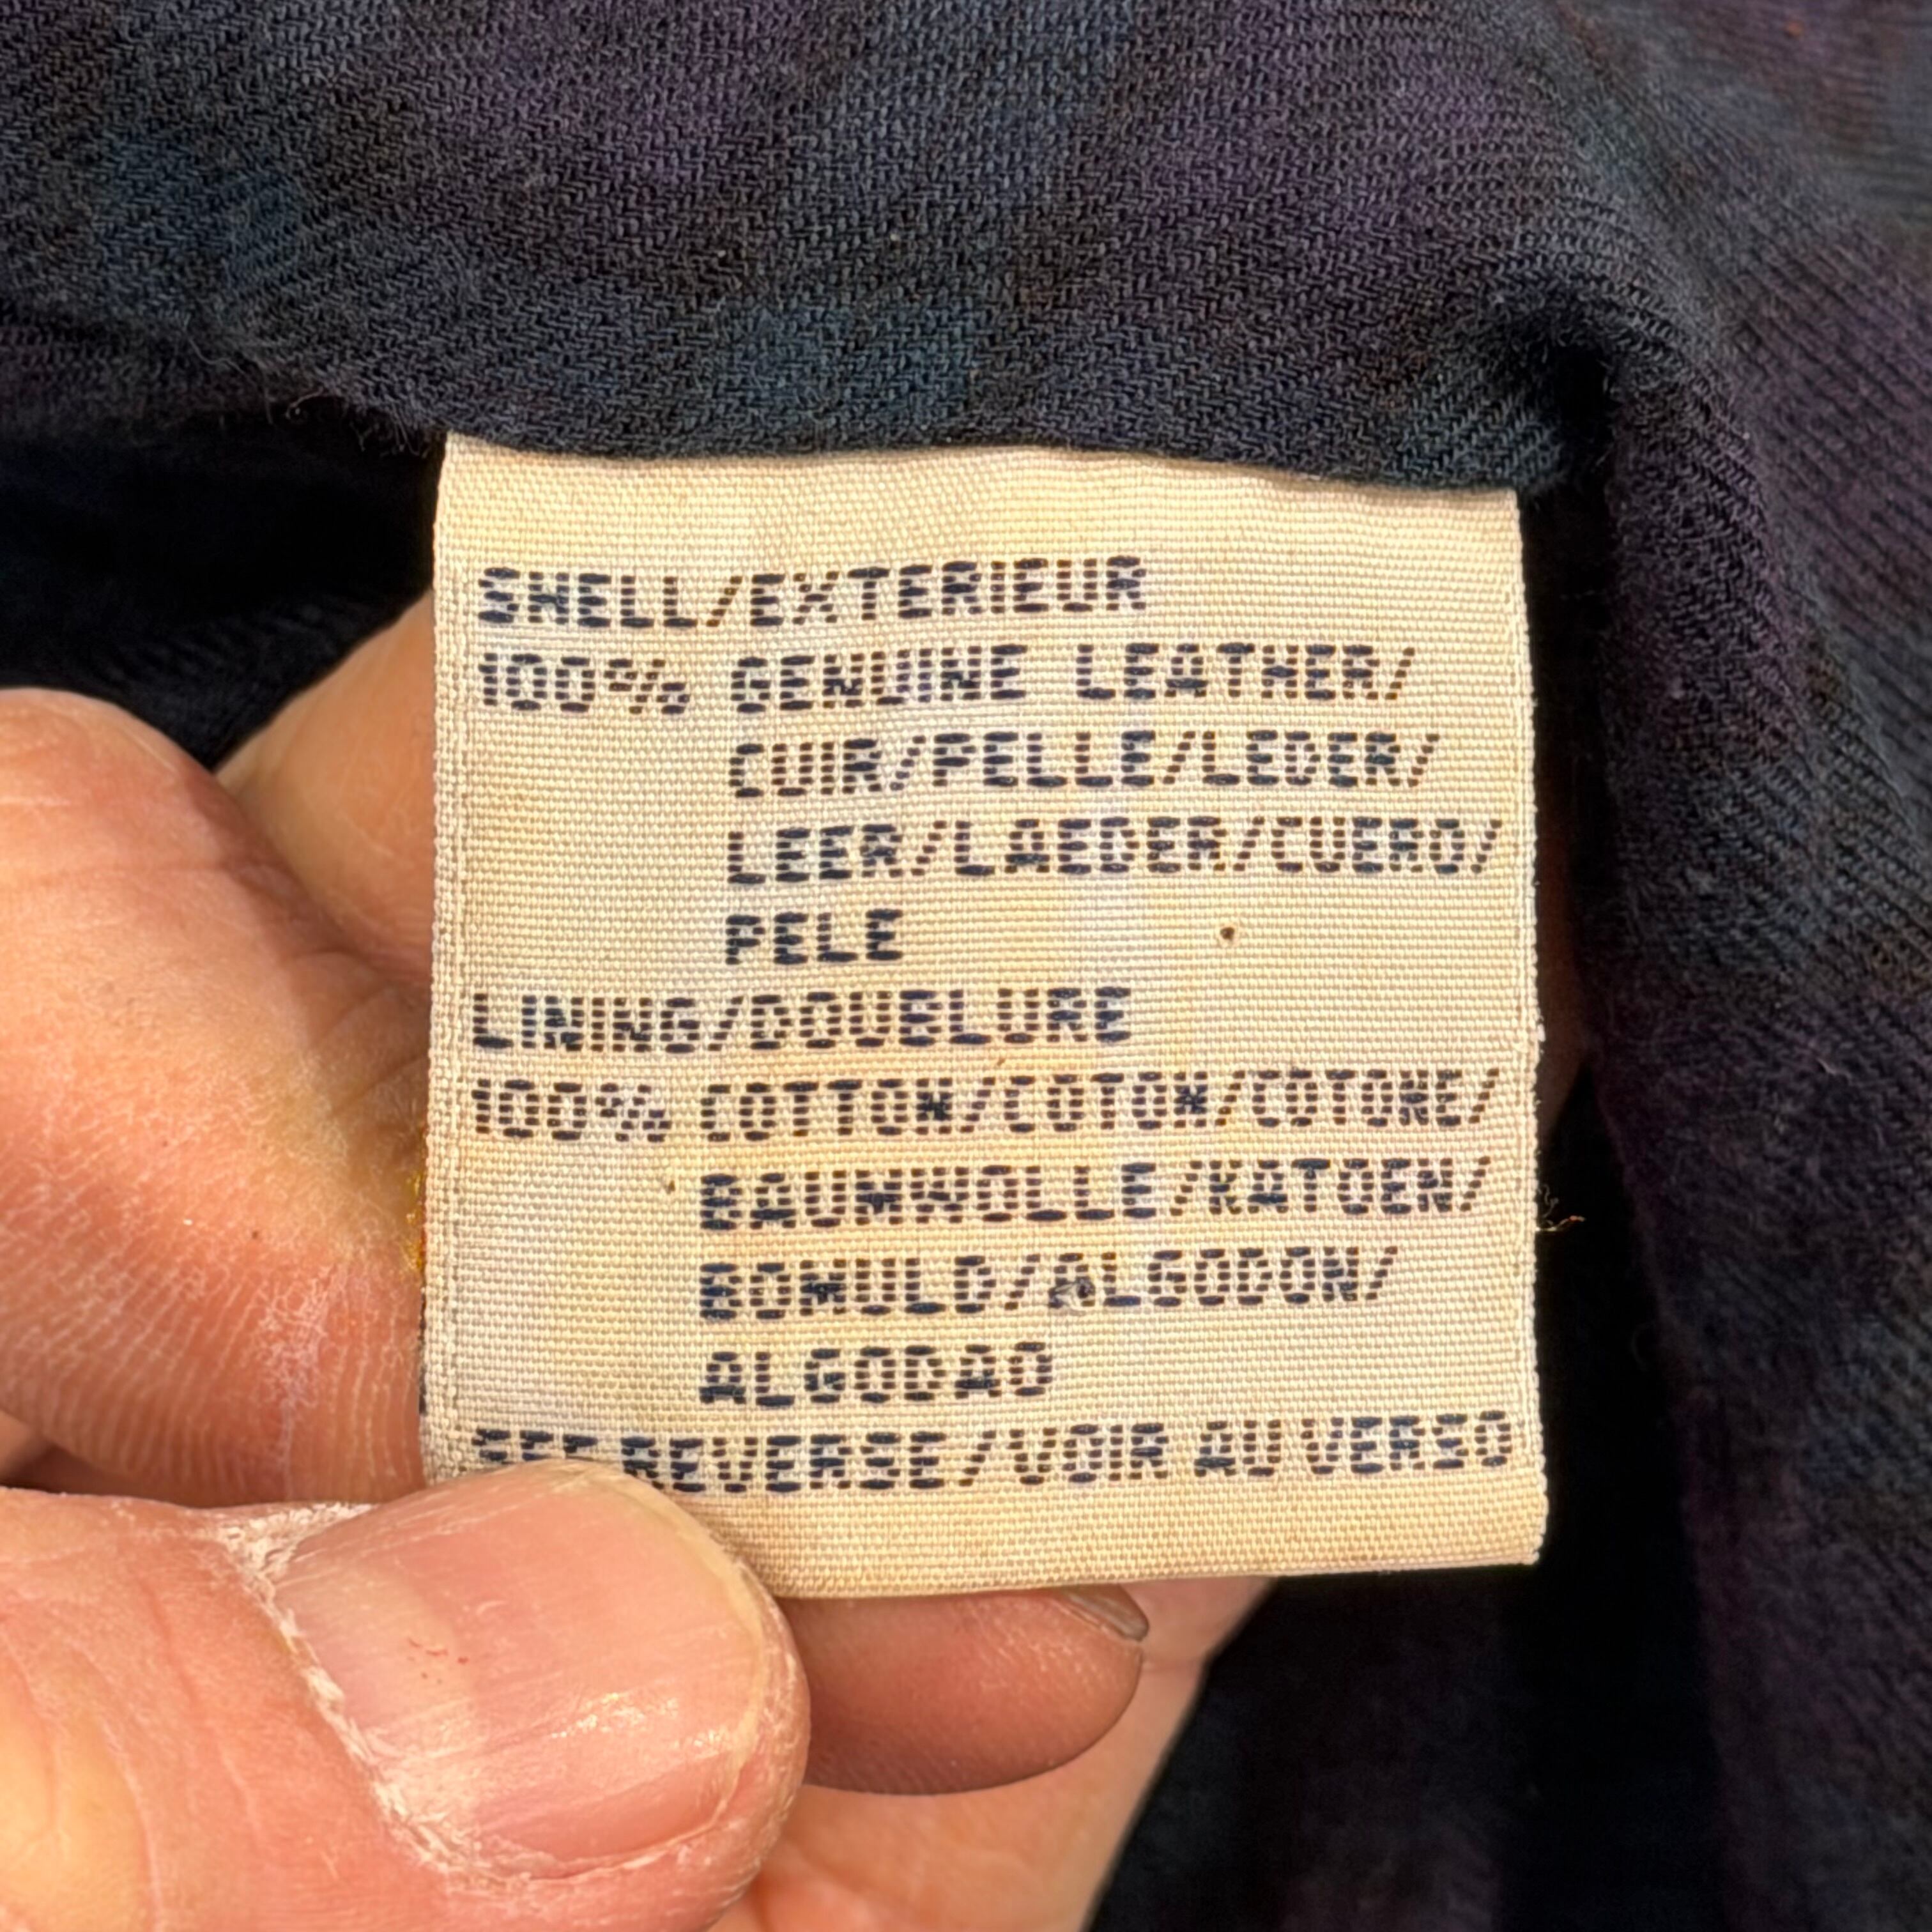 SHELL/EXTERIEUR
100% GENUINE LEATHER/
CUIR/PELLE/LEDER/
LEER/LAEDER/CUERO/
PELE
LINING/DOUBLURE
100% COTTON/COTON/COTONE/
BAUMWOLLE/KATOEN/
BOMULD/ALGODON/
ALGODAO
SEE REVERSE/VOIR AU VERSO